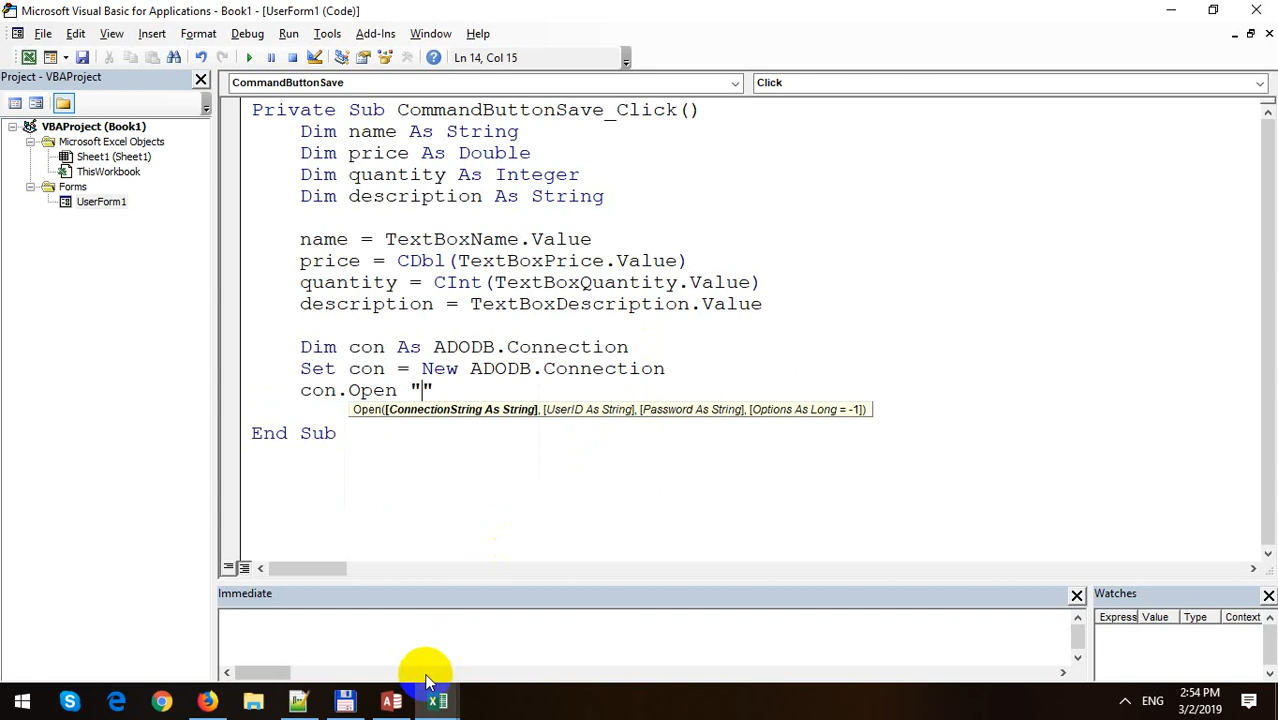 Microsoft Visual Basic for Applications - Book1 - [UserForm1 (Code)]
File Edit View Insert Format Debug Run Tools Add-Ins Window Help
Ln 14, Col 15
Project - VBAProject
CommandButtonSave
Click
VBAProject (Book1)
Microsoft Excel Objects
Sheet1 (Sheet1)
ThisWorkbook
Forms
UserForm1
Private Sub CommandButtonSave_Click()
Dim name As String
Dim price As Double
Dim quantity As Integer
Dim description As String
name = TextBoxName.Value
price = CDbl(TextBoxPrice.Value)
quantity = CInt(TextBoxQuantity.Value)
description = TextBoxDescription.Value
Dim con As ADODB.Connection
Set con = New ADODB.Connection
con.Open ""
Open([ConnectionString As String], [UserID As String], [Password As String], [Options As Long = -1])
End Sub
Immediate
Watches
Express Value Type Context
ENG
2:54 PM
3/2/2019